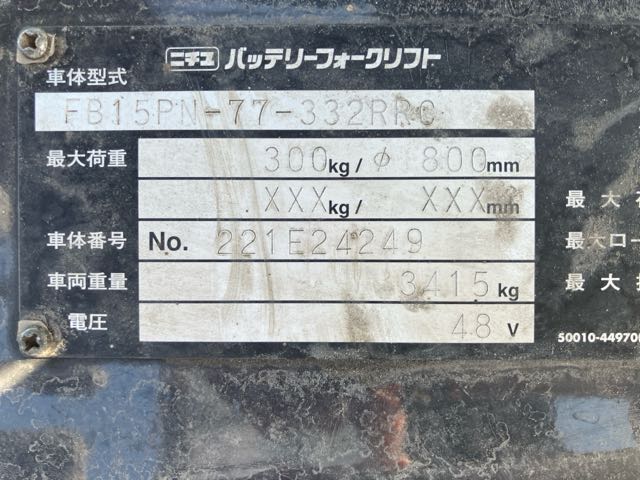 ニチユ バッテリーフォークリフト
車体型式
FB15PN-77-332RRC
最大荷重 300kg/φ 800mm
XXXkg/ XXXmm 最大
車体番号 No. 221E24249 最大ロー
車両重量 3415kg 最大
電圧 48V
50010-44970